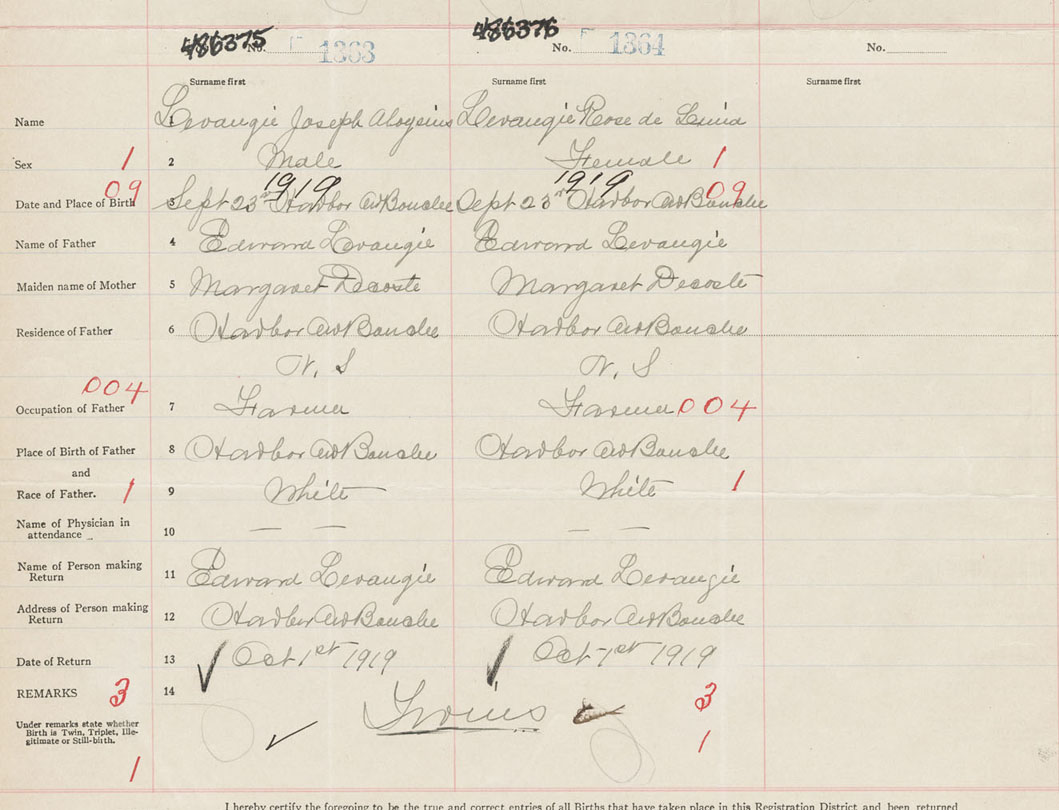 486375 486376
No. F 1363 No. F 1364 No.
Surname first Surname first Surname first
Name 1 Levangie Joseph Aloysius Levangie Rose de Lima
Sex 1 2 Male Female 1
09 1919 1919 09
Date and Place of Birth 3 Sept 23rd Harbor au Bouche Sept 23rd Harbor au Bouche
Name of Father 4 Edward Levangie Edward Levangie
Maiden name of Mother 5 Margaret Decoste Margaret Decoste
Residence of Father 6 Harbor au Bouche Harbor au Bouche
N. S N. S
004
Occupation of Father 7 Farmer Farmer 004
Place of Birth of Father 8 Harbor au Bouche Harbor au Bouche
and
Race of Father. 1 9 White White 1
Name of Physician in
attendance 10 — — — —
Name of Person making
Return 11 Edward Levangie Edward Levangie
Address of Person making
Return 12 Harbor au Bouche Harbor au Bouche
Date of Return 13 Oct 1st 1919 Oct 1st 1919
REMARKS 3 14 Twins 3
Under remarks state whether
Birth is Twin, Triplet, Ille-
gitimate or Still-birth. 1
1
I hereby certify the foregoing to be the true and correct entries of all Births that have taken place in this Registration District and been returned